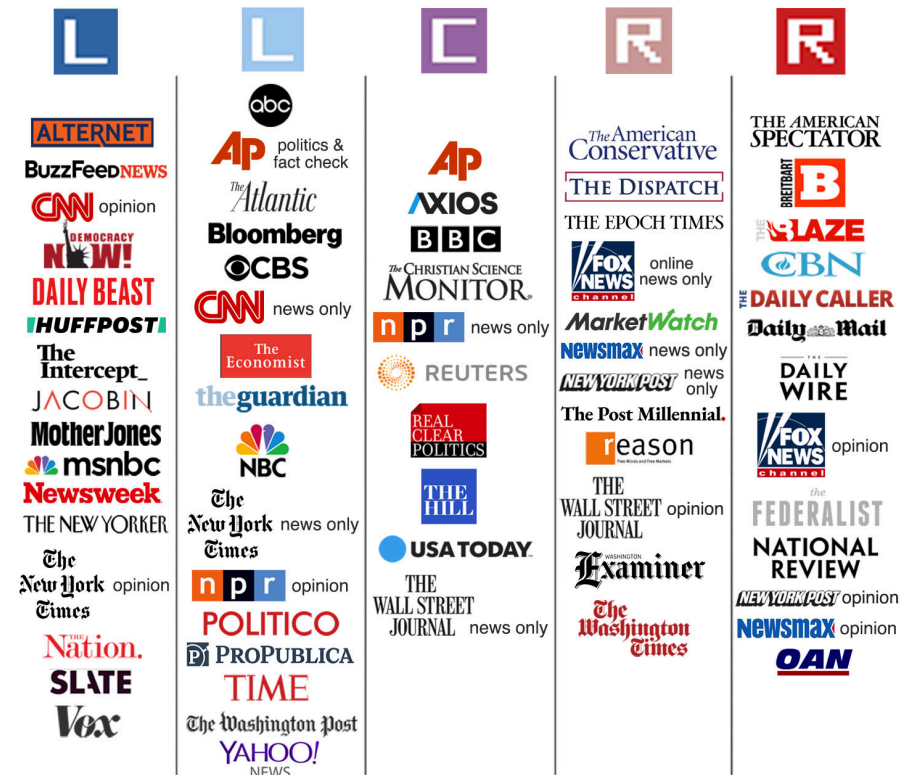 L
ALTERNET
BUZZFEEDNEWS
CNN opinion
DEMOCRACY
NOW!
DAILY BEAST
HUFFPOST
The
Intercept_
JACOBIN
Mother Jones
msnbc
Newsweek
THE NEW YORKER
The
New York opinion
Times
THE
Nation.
SLATE
Vox
L
abc
AP politics &
fact check
The
Atlantic
Bloomberg
CBS
CNN news only
The
Economist
theguardian
NBC
The
New York news only
Times
npr opinion
POLITICO
P PROPUBLICA
TIME
The Washington Post
YAHOO!
NEWS
C
AP
AXIOS
BBC
The CHRISTIAN SCIENCE
MONITOR
npr news only
REUTERS
REAL
CLEAR
POLITICS
THE
HILL
USA TODAY
THE
WALL STREET
JOURNAL news only
R
The American
Conservative
THE DISPATCH
THE EPOCH TIMES
FOX online
NEWS news only
channel
MarketWatch
Newsmax news only
NEW YORK POST news
only
The Post Millennial.
reason
Free Minds and Free Markets
THE
WALL STREET opinion
JOURNAL
WASHINGTON
Examiner
The
Washington
Times
R
THE AMERICAN
SPECTATOR
BREITBART B
THE BLAZE
CBN
THE DAILY CALLER
Daily Mail
THE
DAILY
WIRE
FOX
NEWS opinion
channel
the
FEDERALIST
NATIONAL
REVIEW
NEW YORK POST opinion
Newsmax opinion
OAN